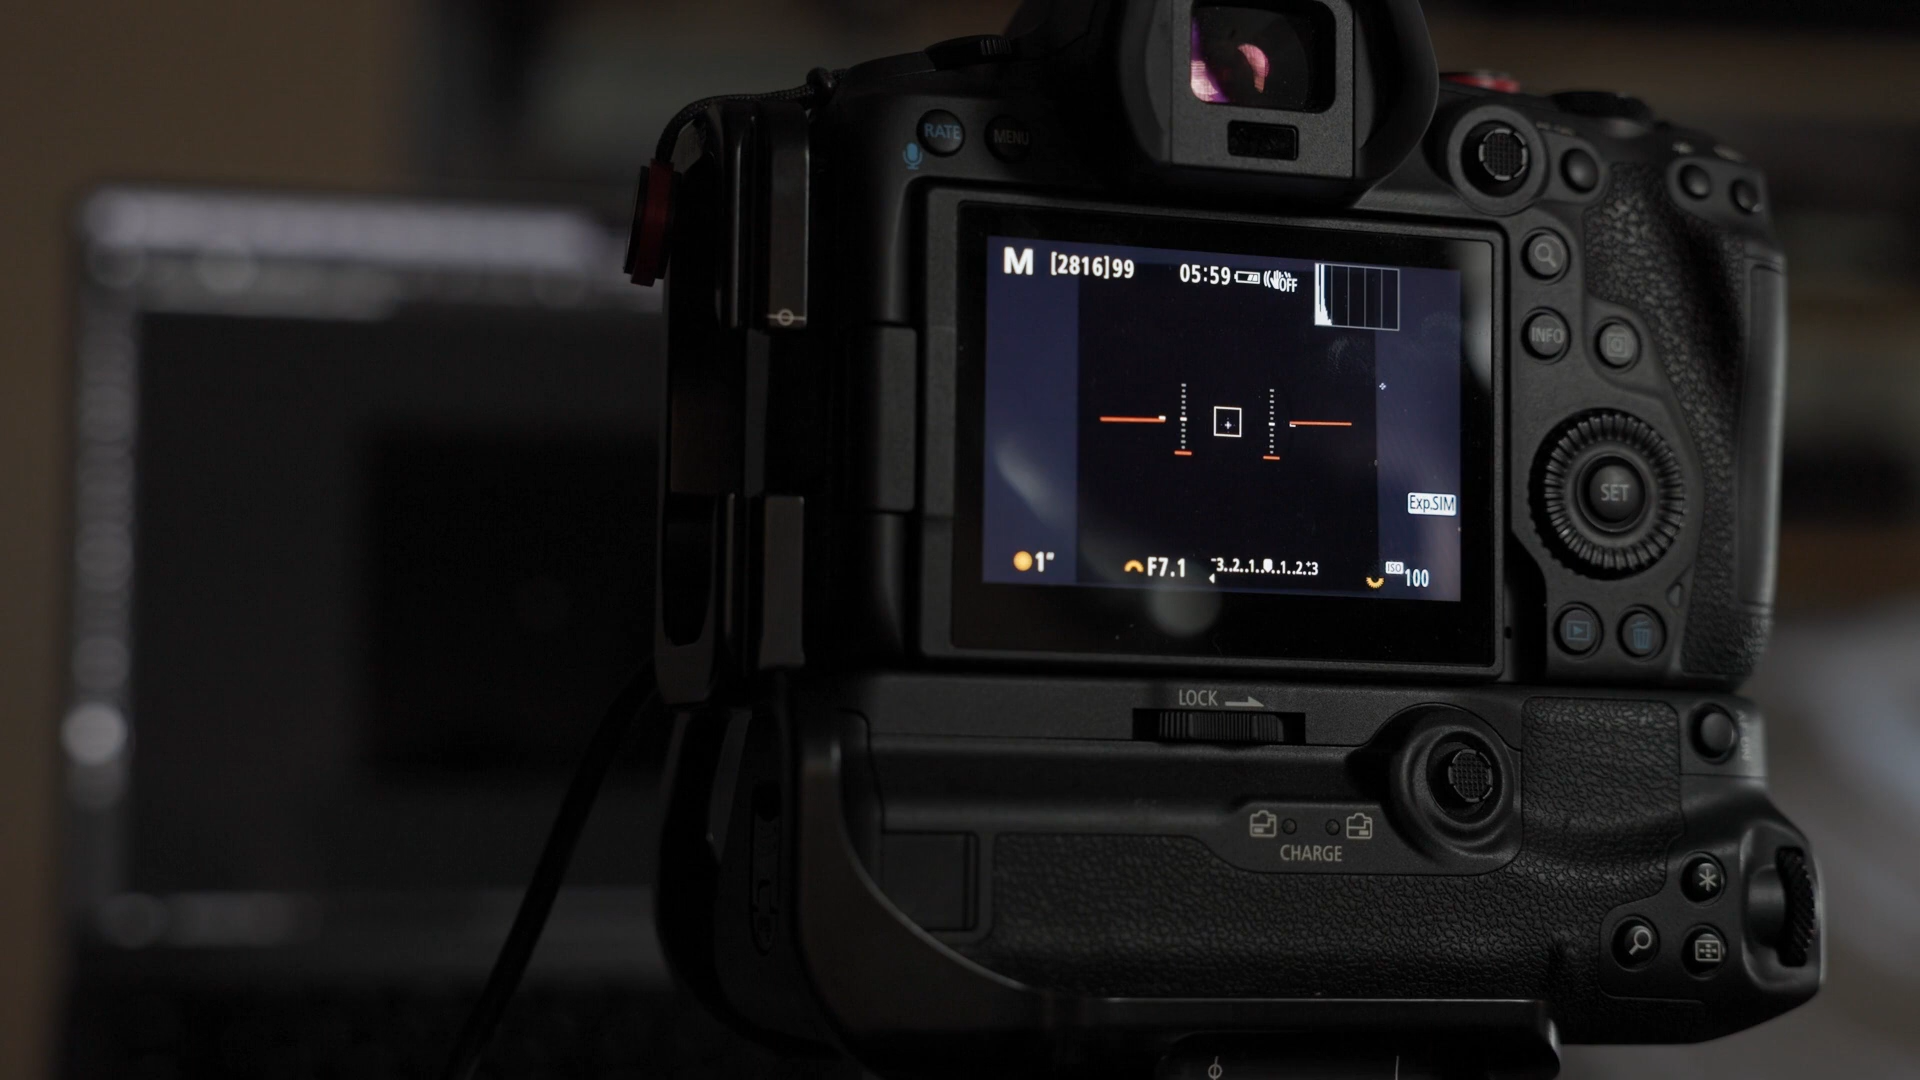 RATE MENU
M [2816]99 05:59 OFF
INFO
Exp.SIM
SET
1" F7.1 -3..2..1..0..1..2.:+3 ISO 100
LOCK
CHARGE